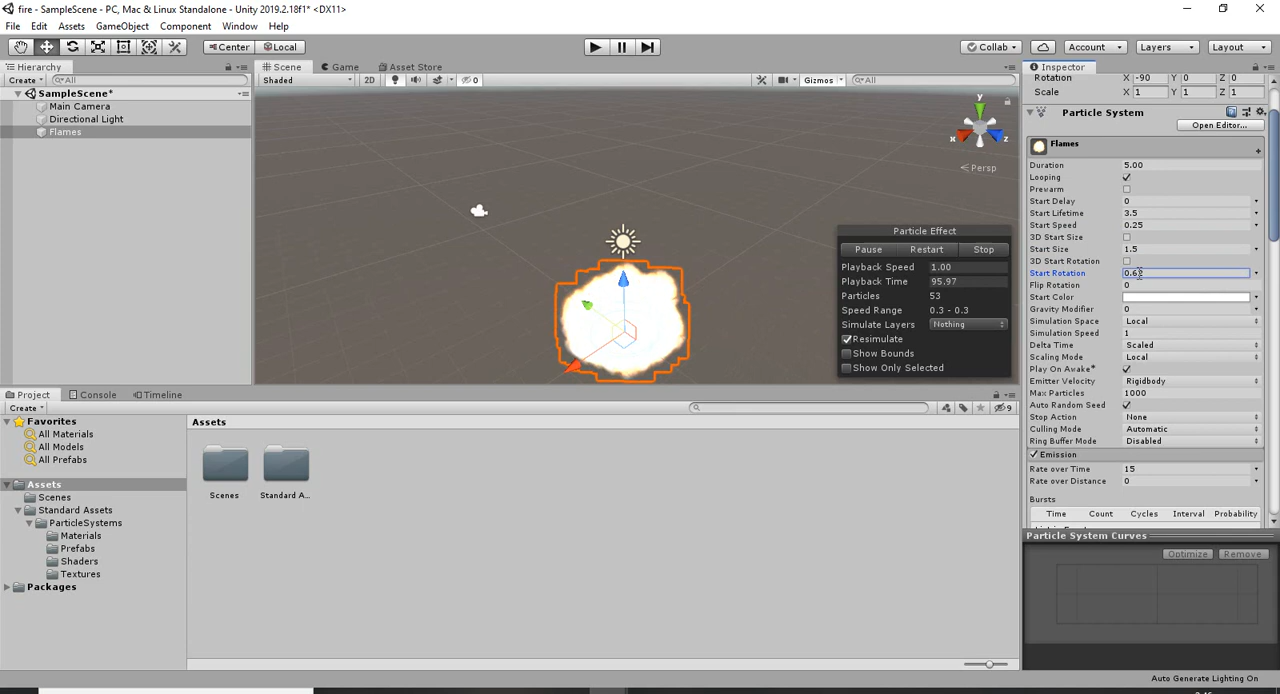 fire - SampleScene - PC, Mac & Linux Standalone - Unity 2019.2.18f1* <DX11>
File Edit Assets GameObject Component Window Help
Center Local Collab Account Layers Layout
Hierarchy
Create All
SampleScene*
Main Camera
Directional Light
Flames
Scene Game Asset Store
Shaded 2D 0 Gizmos All
y
x
z
Persp
Particle Effect
Pause Restart Stop
Playback Speed 1.00
Playback Time 95.97
Particles 53
Speed Range 0.3 - 0.3
Simulate Layers Nothing
Resimulate
Show Bounds
Show Only Selected
Inspector
Rotation X -90 Y 0 Z 0
Scale X 1 Y 1 Z 1
Particle System
Open Editor...
Flames
Duration 5.00
Looping
Prewarm
Start Delay 0
Start Lifetime 3.5
Start Speed 0.25
3D Start Size
Start Size 1.5
3D Start Rotation
Start Rotation
Flip Rotation 0
Start Color
Gravity Modifier 0
Simulation Space Local
Simulation Speed 1
Delta Time Scaled
Scaling Mode Local
Play On Awake*
Emitter Velocity Rigidbody
Max Particles 1000
Auto Random Seed
Stop Action None
Culling Mode Automatic
Ring Buffer Mode Disabled
Emission
Rate over Time 15
Rate over Distance 0
Bursts
Time Count Cycles Interval Probability
Particle System Curves
Optimize Remove
Project Console Timeline
Create 9
Favorites
All Materials
All Models
All Prefabs
Assets
Scenes
Standard Assets
ParticleSystems
Materials
Prefabs
Shaders
Textures
Packages
Assets
Scenes Standard A...
Auto Generate Lighting On